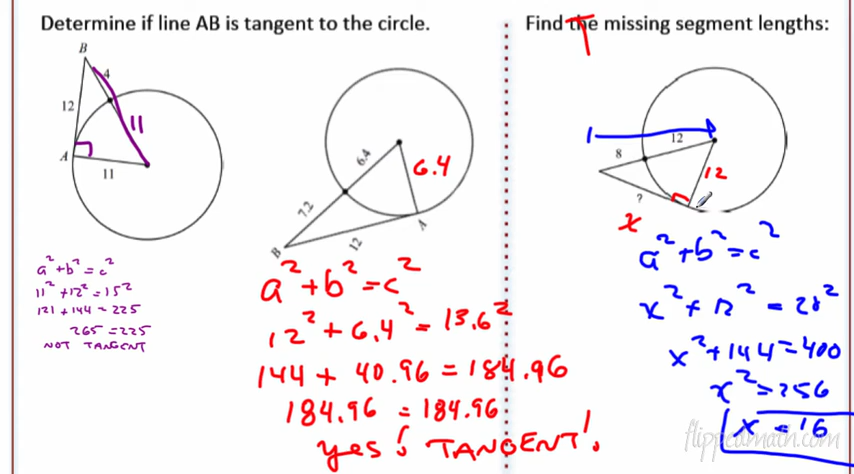 Determine if line AB is tangent to the circle.
B
4
12
11
A
11
a² + b² = c²
11² + 12² = 15²
121 + 144 = 225
265 = 225
NOT TANGENT
6.4
6.4
7.2
A
B
12
a² + b² = c²
12² + 6.4² = 13.6²
144 + 40.96 = 184.96
184.96 = 184.96
yes! TANGENT!
Find The missing segment lengths:
T
12
8
12
?
x
a² + b² = c²
x² + 12² = 20²
x² + 144 = 400
x² = 256
x = 16
flippedmath.com